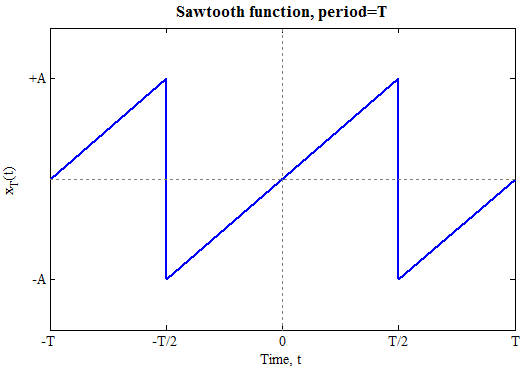 Sawtooth function, period=T
+A
x_T(t)
-A
-T -T/2 0 T/2 T
Time, t